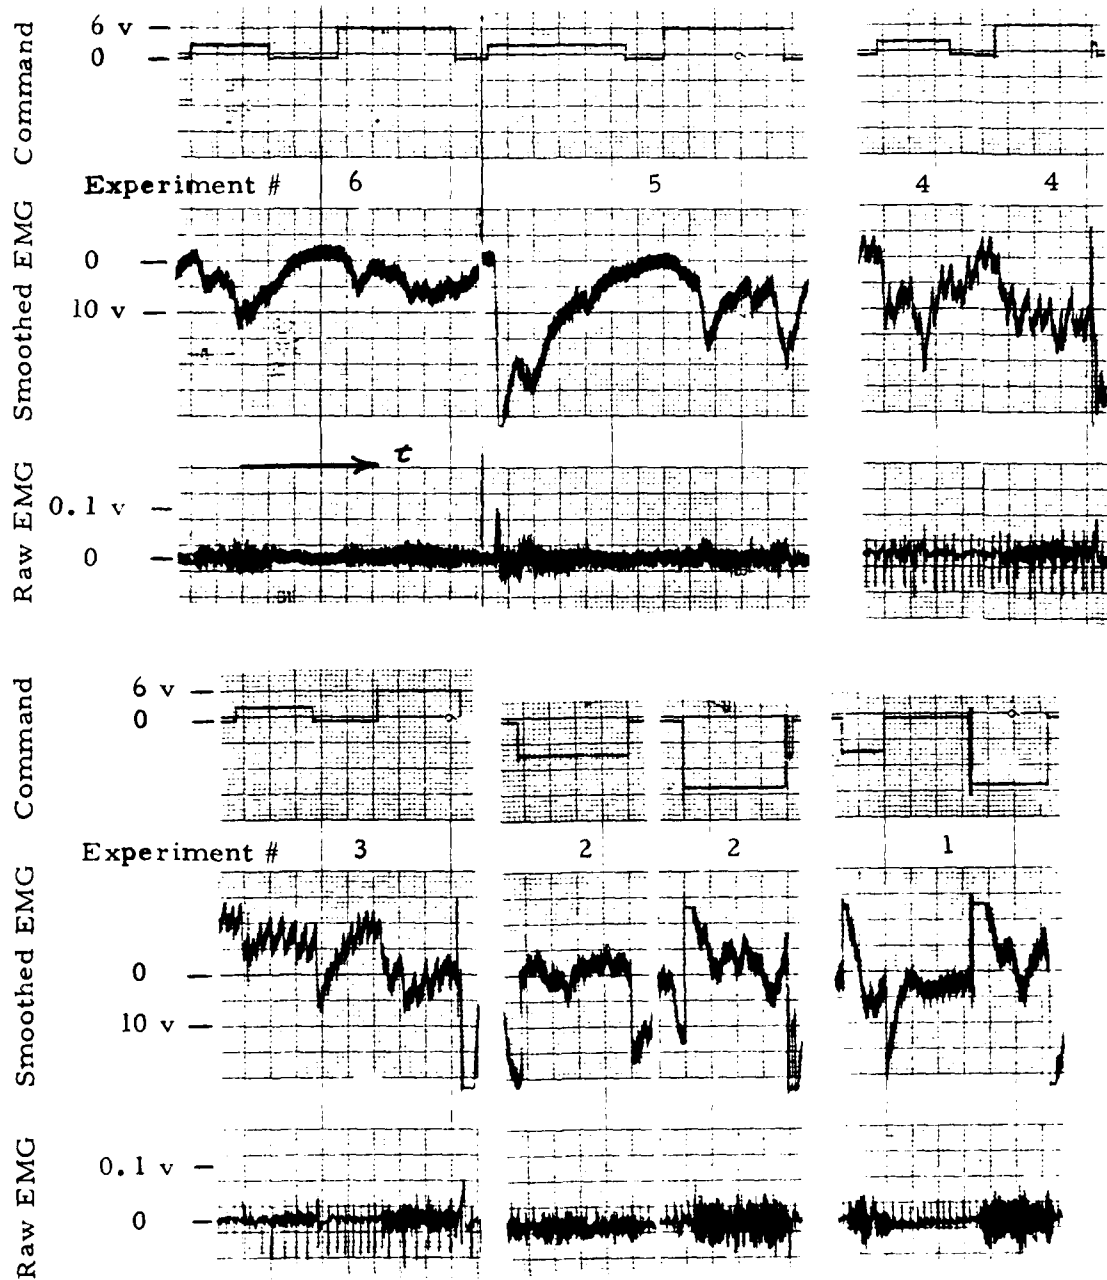 Command
6 v
0
Experiment # 6 5 4 4
Smoothed EMG
0
10 v
t
Raw EMG
0.1 v
0
Command
6 v
0
Experiment # 3 2 2 1
Smoothed EMG
0
10 v
Raw EMG
0.1 v
0